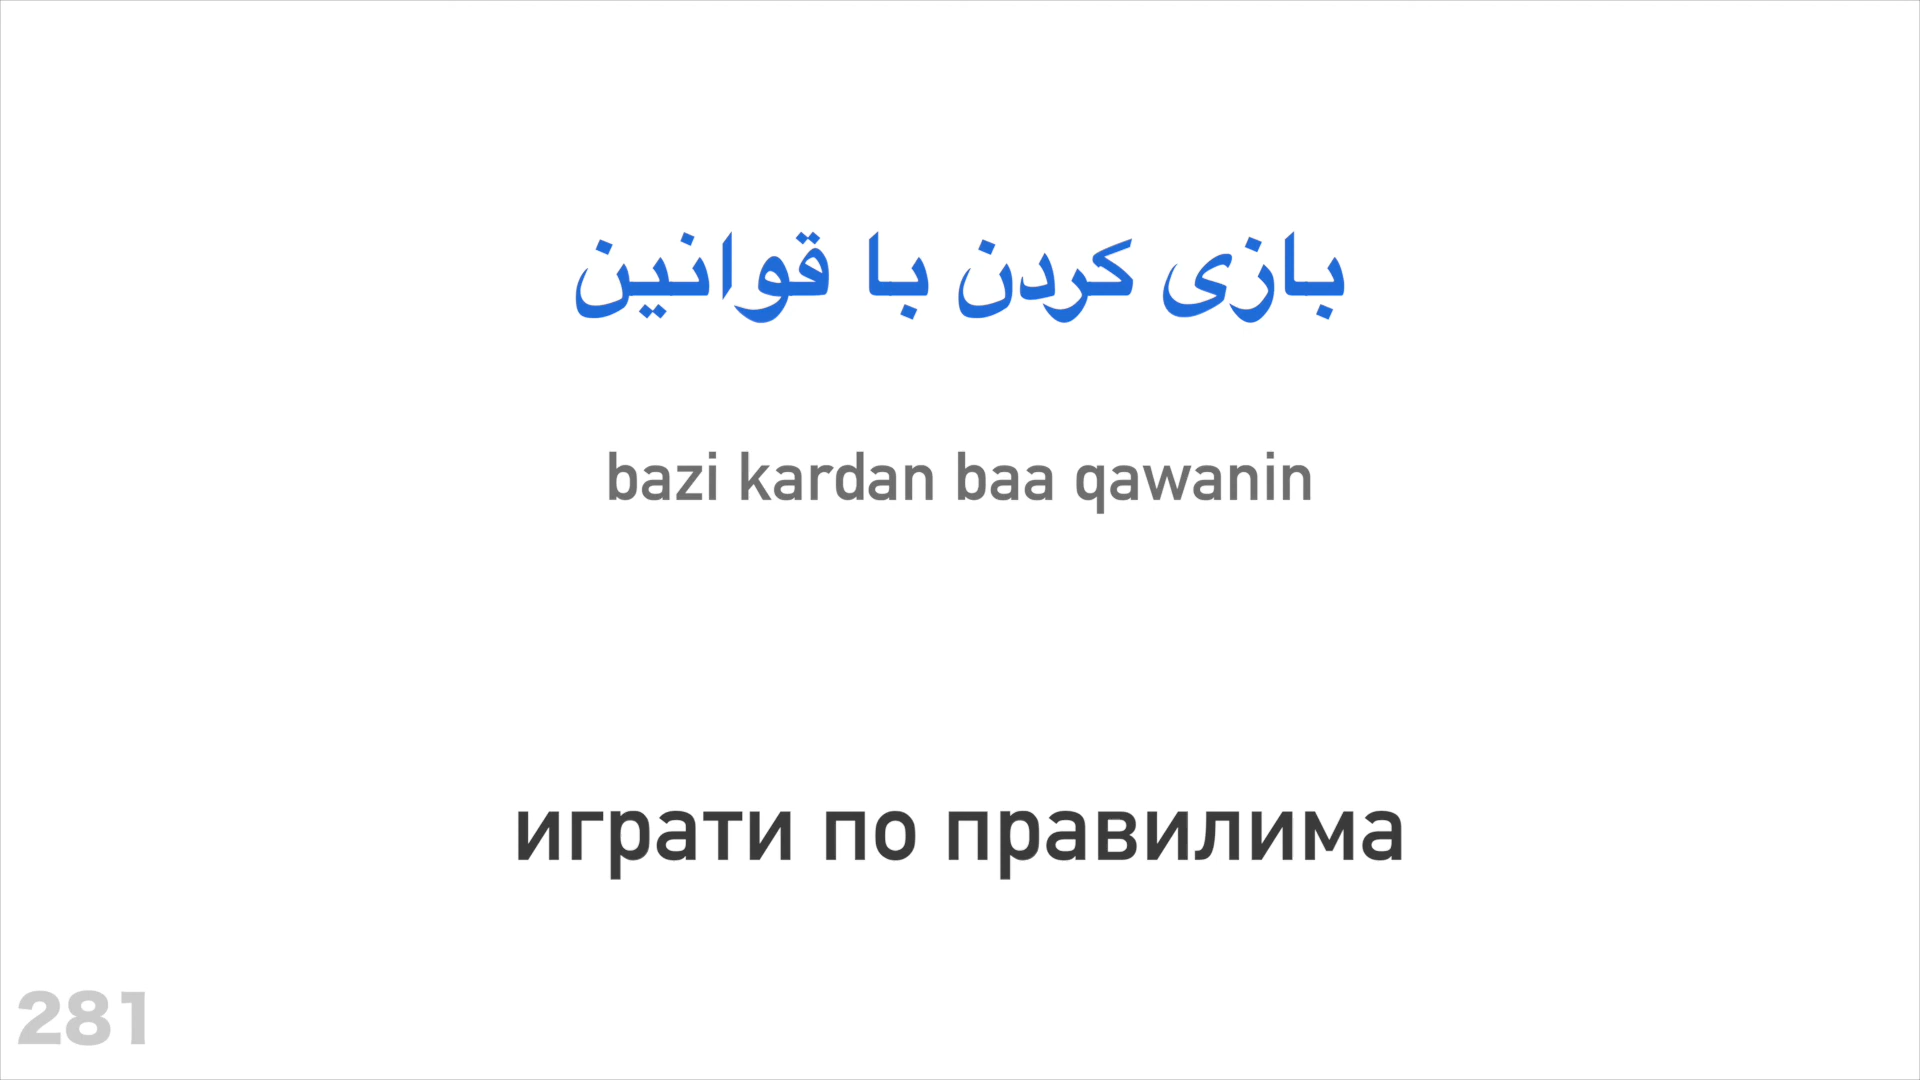 بازی کردن با قوانین
bazi kardan baa qawanin
играти по правилима
281